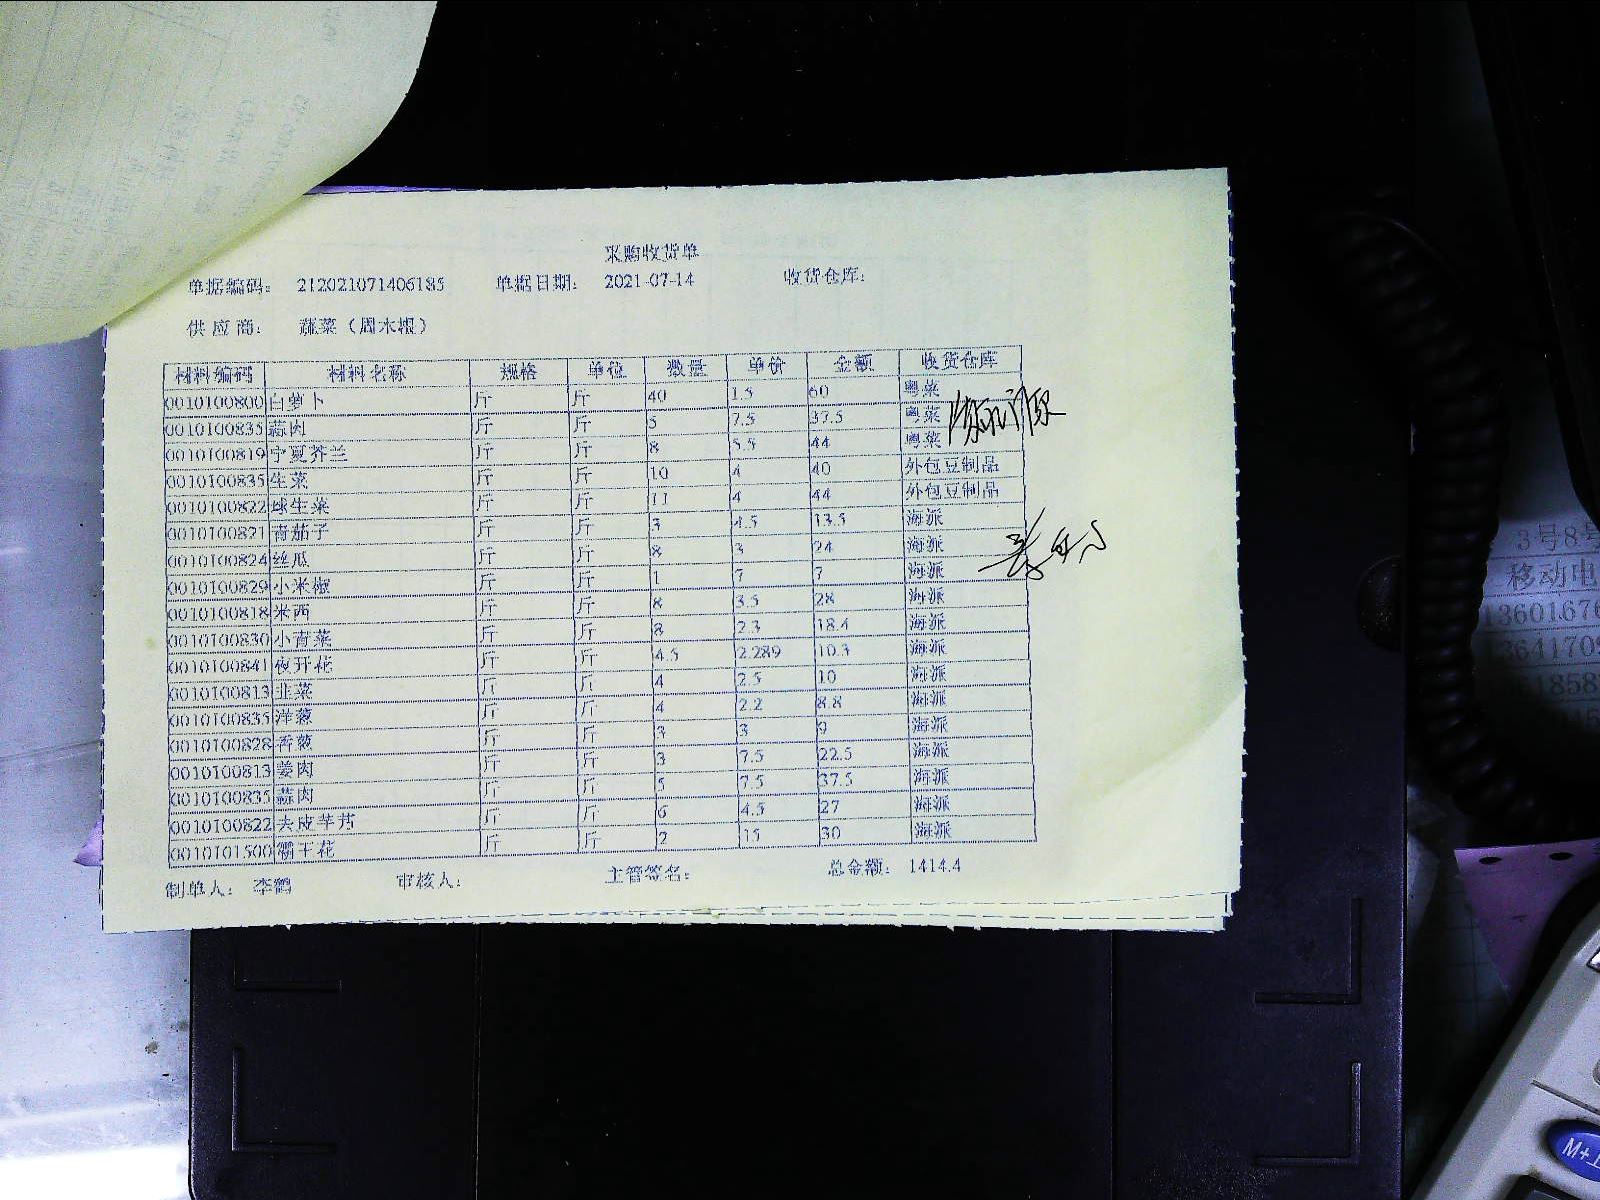 采购收货单
单据编码： 212021071406185 单据日期： 2021-07-14 收货仓库：
供应商： 蔬菜（周木根）
材料编码 材料名称 规格 单位 数量 单价 金额 收货仓库
0010100800 白萝卜 斤 斤 40 1.5 60 粤菜
0010100835 蒜肉 斤 斤 5 7.5 37.5 粤菜
0010100819 宁夏芥兰 斤 斤 8 5.5 44 粤菜
0010100835 生菜 斤 斤 10 4 40 外包豆制品
0010100822 球生菜 斤 斤 11 4 44 外包豆制品
0010100821 青茄子 斤 斤 3 4.5 13.5 海派
0010100824 丝瓜 斤 斤 8 3 24 海派
0010100829 小米椒 斤 斤 1 7 7 海派
0010100818 米西 斤 斤 8 3.5 28 海派
0010100830 小青菜 斤 斤 8 2.3 18.4 海派
0010100841 夜开花 斤 斤 4.5 2.289 10.3 海派
0010100813 韭菜 斤 斤 4 2.5 10 海派
0010100835 洋葱 斤 斤 4 2.2 8.8 海派
0010100828 香葱 斤 斤 3 3 9 海派
0010100813 姜肉 斤 斤 3 7.5 22.5 海派
0010100835 蒜肉 斤 斤 5 7.5 37.5 海派
0010100822 去皮芋艿 斤 斤 6 4.5 27 海派
0010101500 霸王花 斤 斤 2 15 30 海派
制单人： 李鹤 审核人： 主管签名： 总金额： 1414.4
3号8号
移动电
1360167
364170
M+